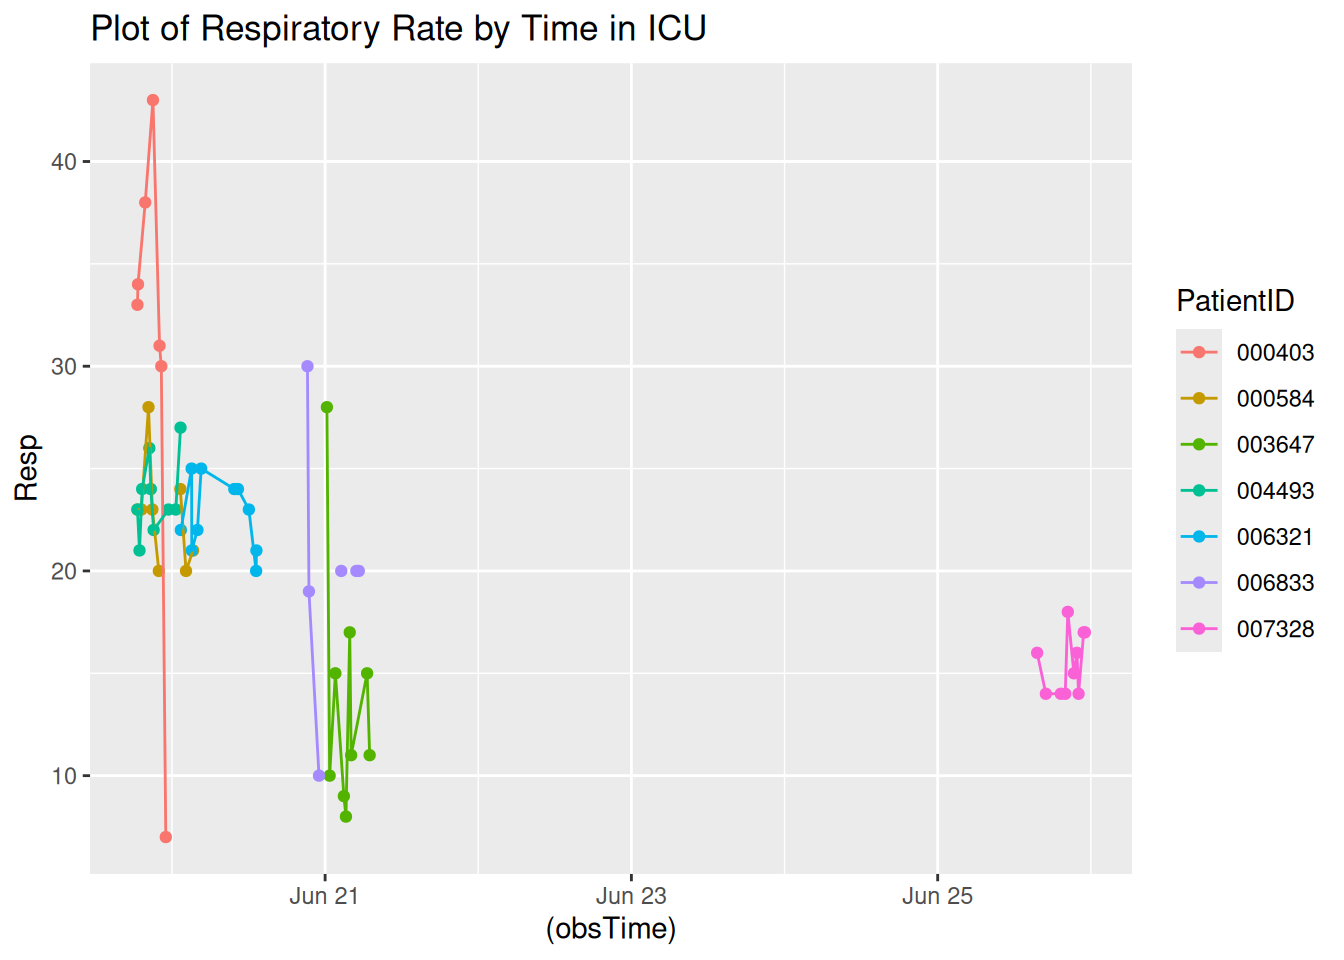 Plot of Respiratory Rate by Time in ICU
Resp
40
30
20
10
Jun 21
Jun 23
Jun 25
(obsTime)
PatientID
000403
000584
003647
004493
006321
006833
007328